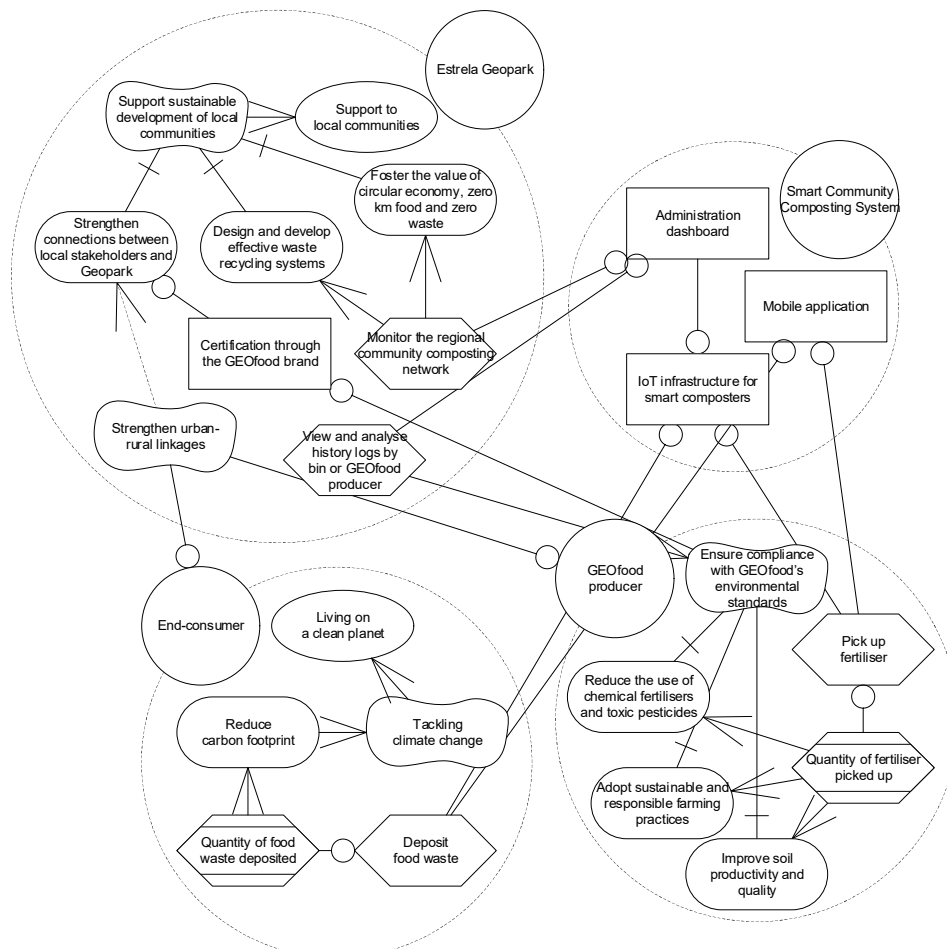 Estrela Geopark
Support sustainable
development of local
communities
Support to
local communities
Foster the value of
circular economy, zero
km food and zero
waste
Strengthen
connections between
local stakeholders and
Geopark
Design and develop
effective waste
recycling systems
Certification through
the GEOfood brand
Monitor the regional
community composting
network
Strengthen urban-
rural linkages
View and analyse
history logs by
bin or GEOfood
producer
Smart Community
Composting System
Administration
dashboard
Mobile application
IoT infrastructure for
smart composters
GEOfood
producer
Ensure compliance
with GEOfood’s
environmental
standards
Pick up
fertiliser
Reduce the use of
chemical fertilisers
and toxic pesticides
Quantity of fertiliser
picked up
Adopt sustainable and
responsible farming
practices
Improve soil
productivity and
quality
End-consumer
Living on
a clean planet
Reduce
carbon footprint
Tackling
climate change
Quantity of food
waste deposited
Deposit
food waste